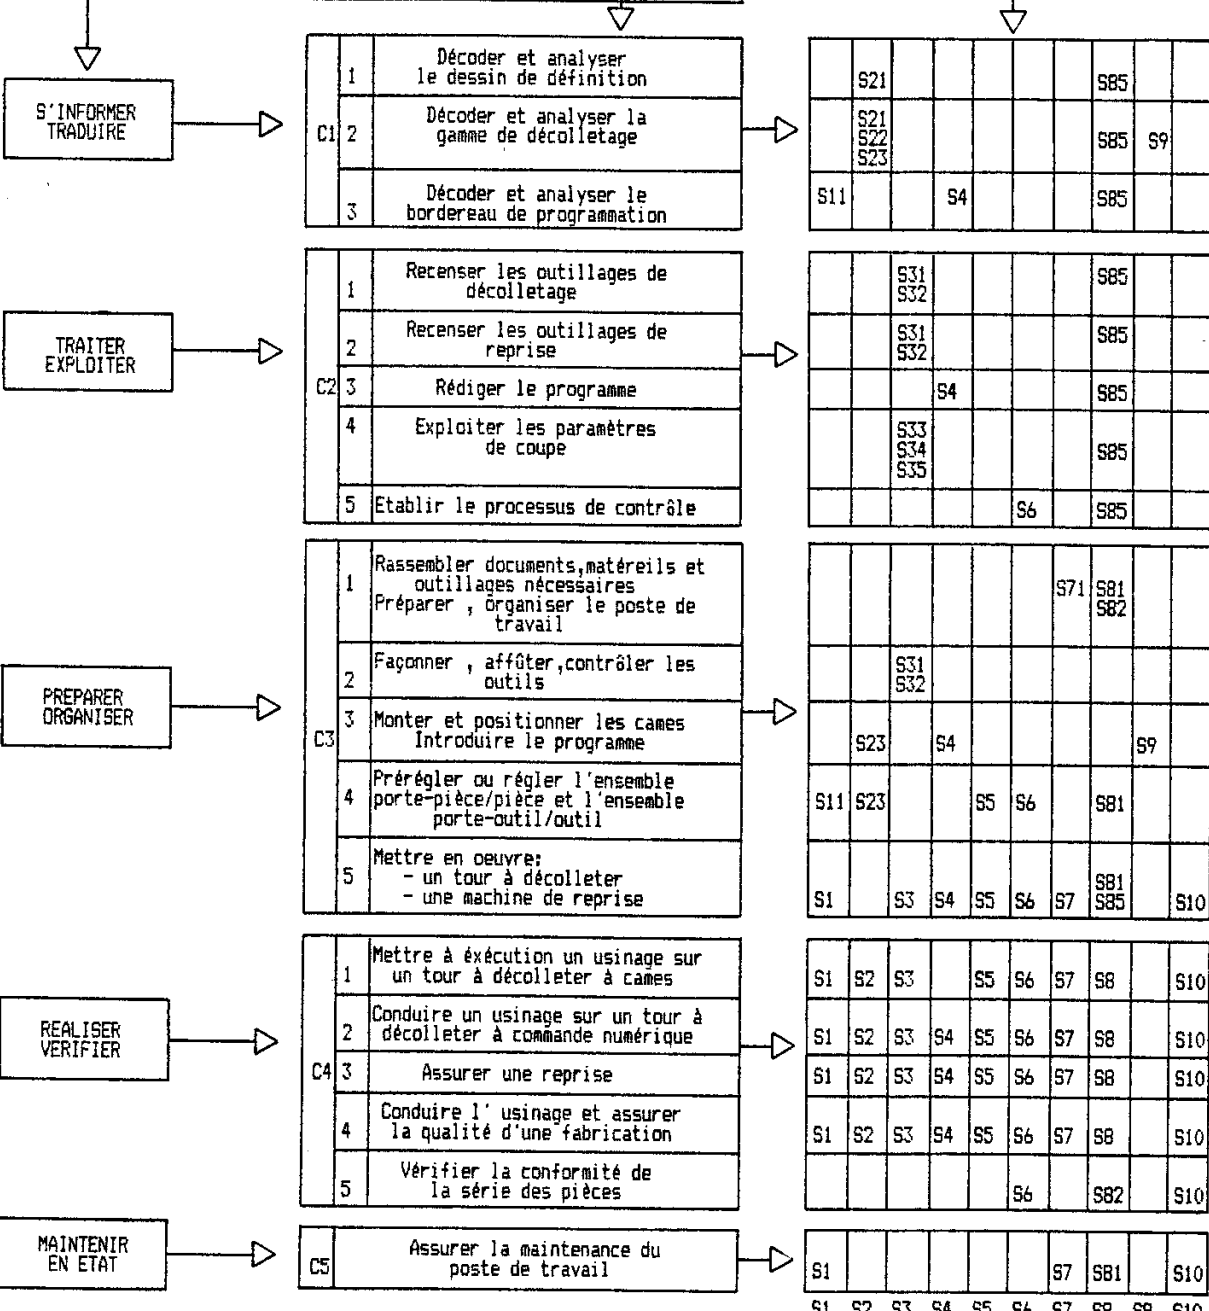 S'INFORMER
TRADUIRE
C1
1 Décoder et analyser
le dessin de définition
S21 S85
2 Décoder et analyser la
gamme de décolletage
S21
S22 S85 S9
S23
3 Décoder et analyser le
bordereau de programmation
S11 S4 S85
TRAITER
EXPLOITER
C2
1 Recenser les outillages de
décolletage
S31 S85
S32
2 Recenser les outillages de
reprise
S31 S85
S32
3 Rédiger le programme
S4 S85
4 Exploiter les paramètres
de coupe
S33
S34 S85
S35
5 Etablir le processus de contrôle
S6 S85
PREPARER
ORGANISER
C3
1 Rassembler documents,matéreils et
outillages nécessaires
Préparer , organiser le poste de
travail
S71 S81
S82
2 Façonner , affûter,contrôler les
outils
S31
S32
3 Monter et positionner les cames
Introduire le programme
S23 S4 S9
4 Prérégler ou régler l'ensemble
porte-pièce/pièce et l'ensemble
porte-outil/outil
S11 S23 S5 S6 S81
5 Mettre en oeuvre:
- un tour à décolleter
- une machine de reprise
S81
S1 S3 S4 S5 S6 S7 S85 S10
REALISER
VERIFIER
C4
1 Mettre à éxécution un usinage sur
un tour à décolleter à cames
S1 S2 S3 S5 S6 S7 S8 S10
2 Conduire un usinage sur un tour à
décolleter à commande numérique
S1 S2 S3 S4 S5 S6 S7 S8 S10
3 Assurer une reprise
S1 S2 S3 S4 S5 S6 S7 S8 S10
4 Conduire l' usinage et assurer
la qualité d'une fabrication
S1 S2 S3 S4 S5 S6 S7 S8 S10
5 Vérifier la conformité de
la série des pièces
S6 S82 S10
MAINTENIR
EN ETAT
C5
Assurer la maintenance du
poste de travail
S1 S7 S81 S10
S1 S2 S3 S4 S5 S6 S7 S8 S9 S10